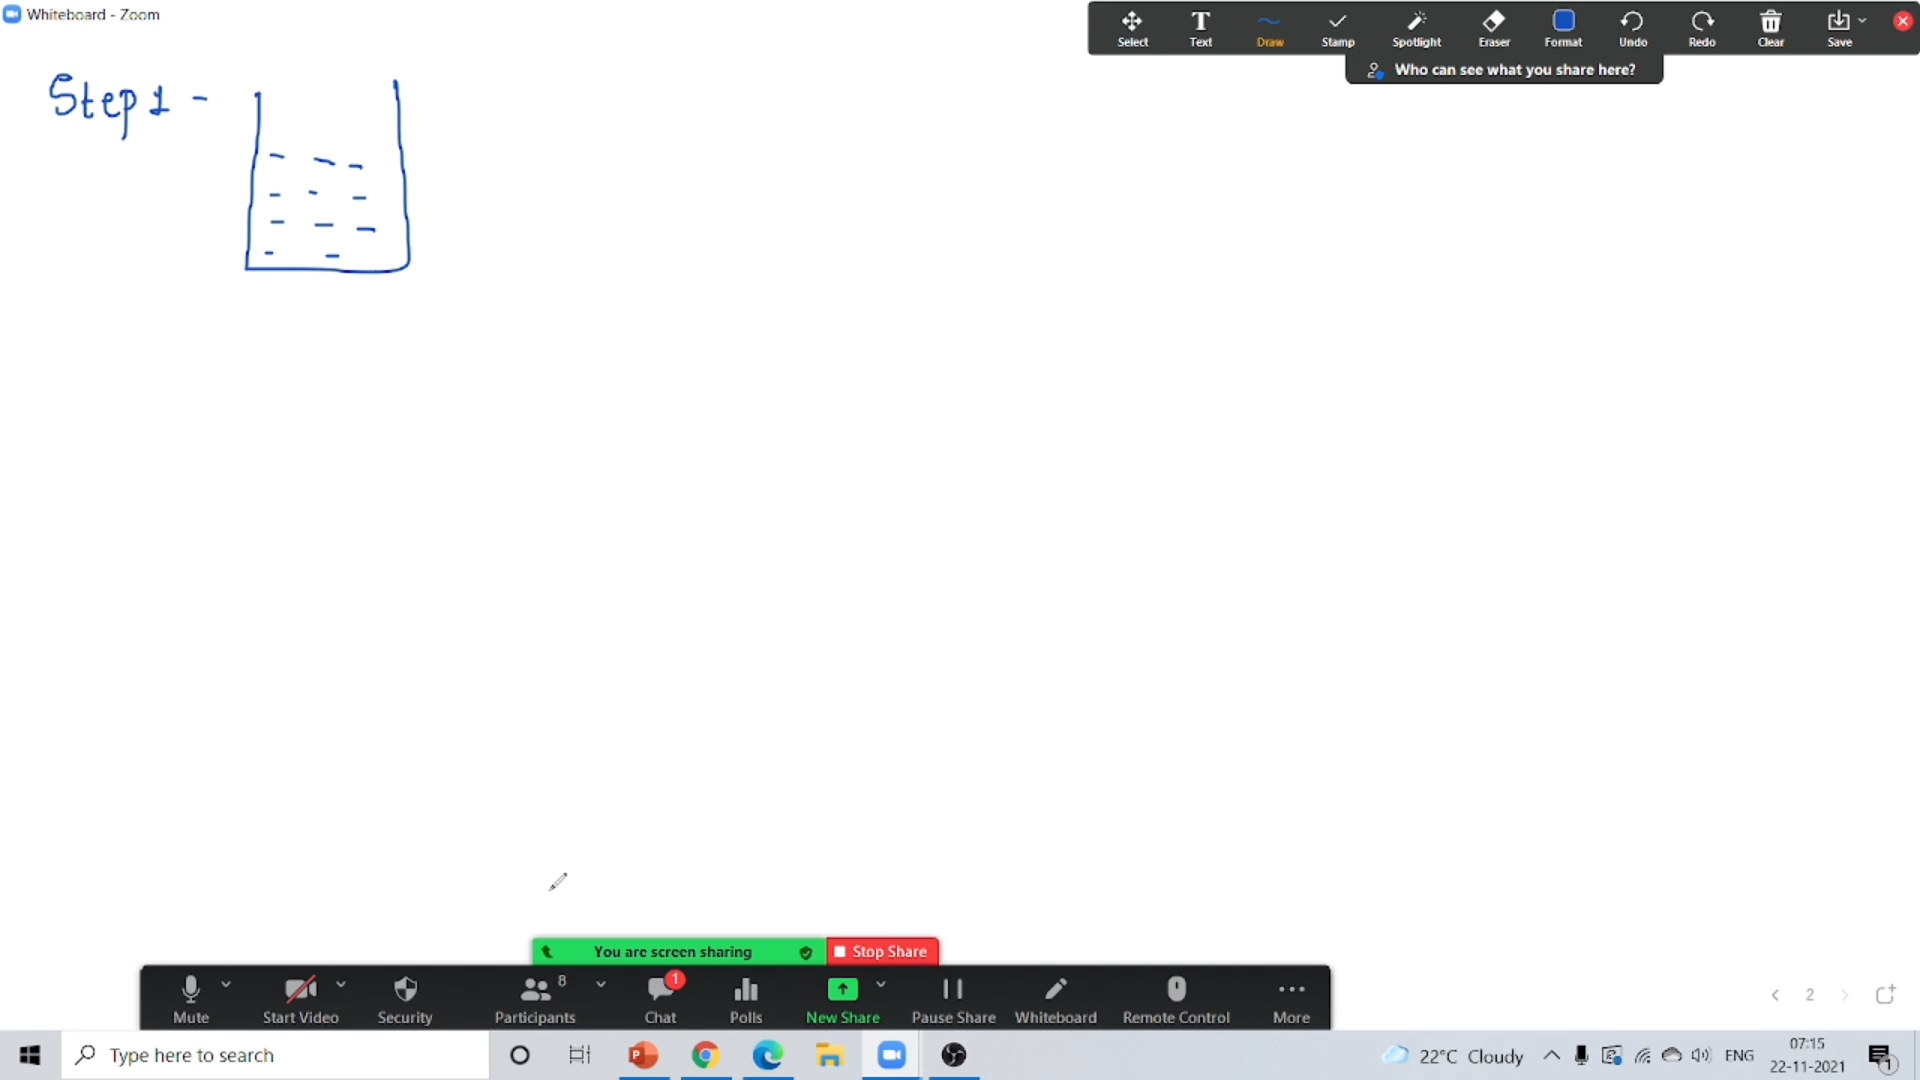 Whiteboard - Zoom
Select Text Draw Stamp Spotlight Eraser Format Undo Redo Clear Save
Who can see what you share here?
Step 1 -
You are screen sharing Stop Share
8 1
Mute Start Video Security Participants Chat Polls New Share Pause Share Whiteboard Remote Control More
2
Type here to search
22°C Cloudy ENG
07:15
22-11-2021
1